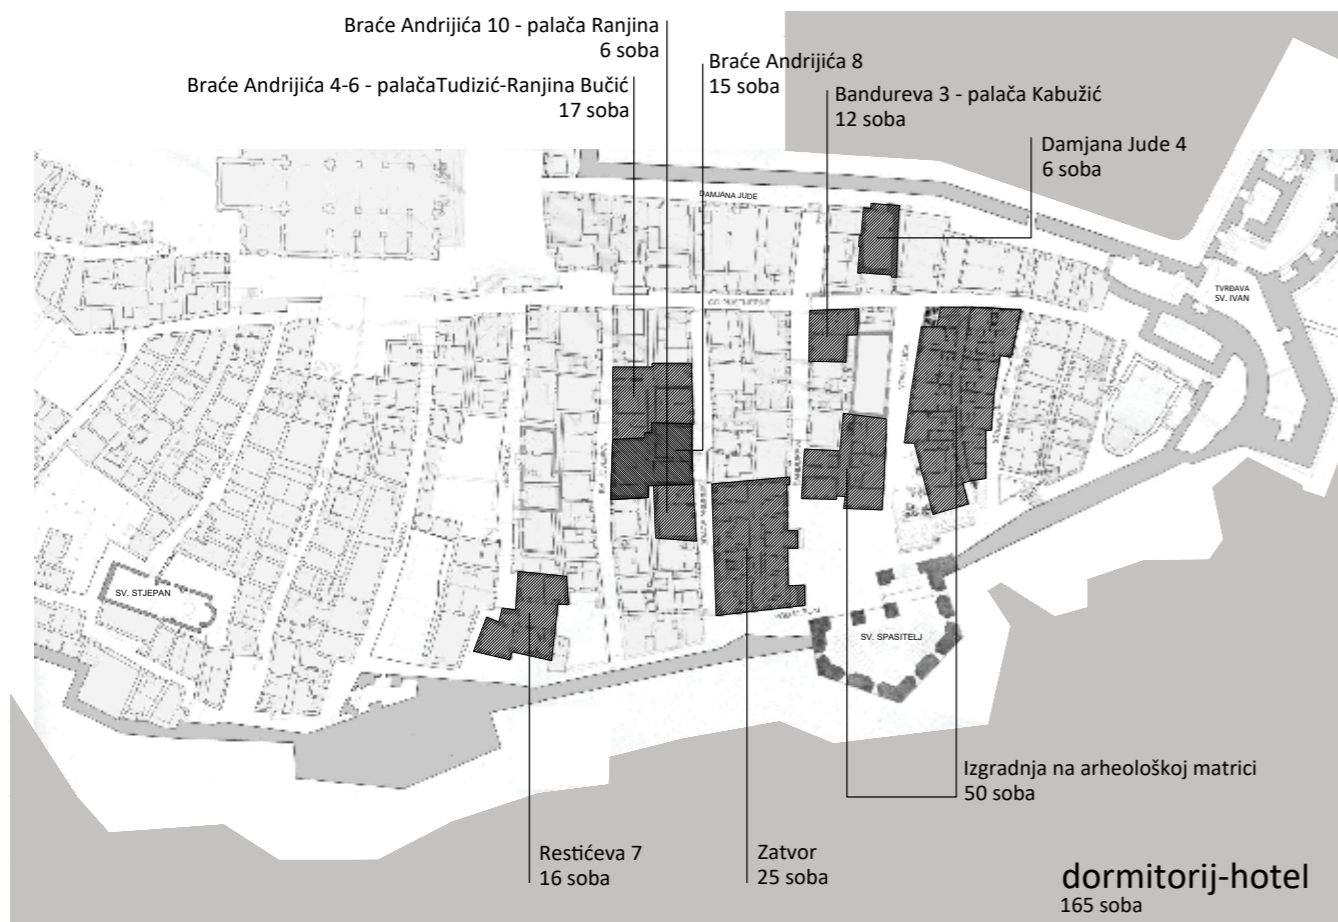 Braće Andrijića 10 - palača Ranjina
6 soba
Braće Andrijića 4-6 - palačaTudizić-Ranjina Bučić
17 soba
Braće Andrijića 8
15 soba
Bandureva 3 - palača Kabužić
12 soba
Damjana Jude 4
6 soba
DAMJANA JUDE
TVRĐAVA
SV. IVAN
SV. STJEPAN
SV. SPASITELJ
Izgradnja na arheološkoj matrici
50 soba
Restićeva 7
16 soba
Zatvor
25 soba
dormitorij-hotel
165 soba